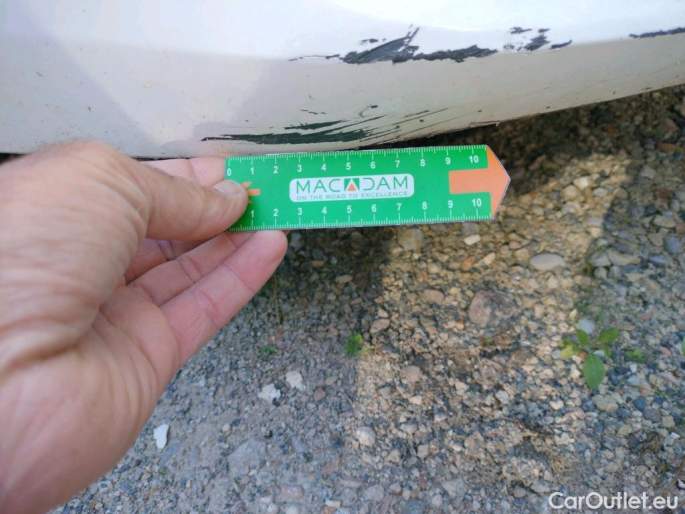 0 1 2 3 4 5 6 7 8 9 10
MACADAM
ON THE ROAD TO EXCELLENCE
1 2 3 4 5 6 7 8 9 10
CarOutlet.eu